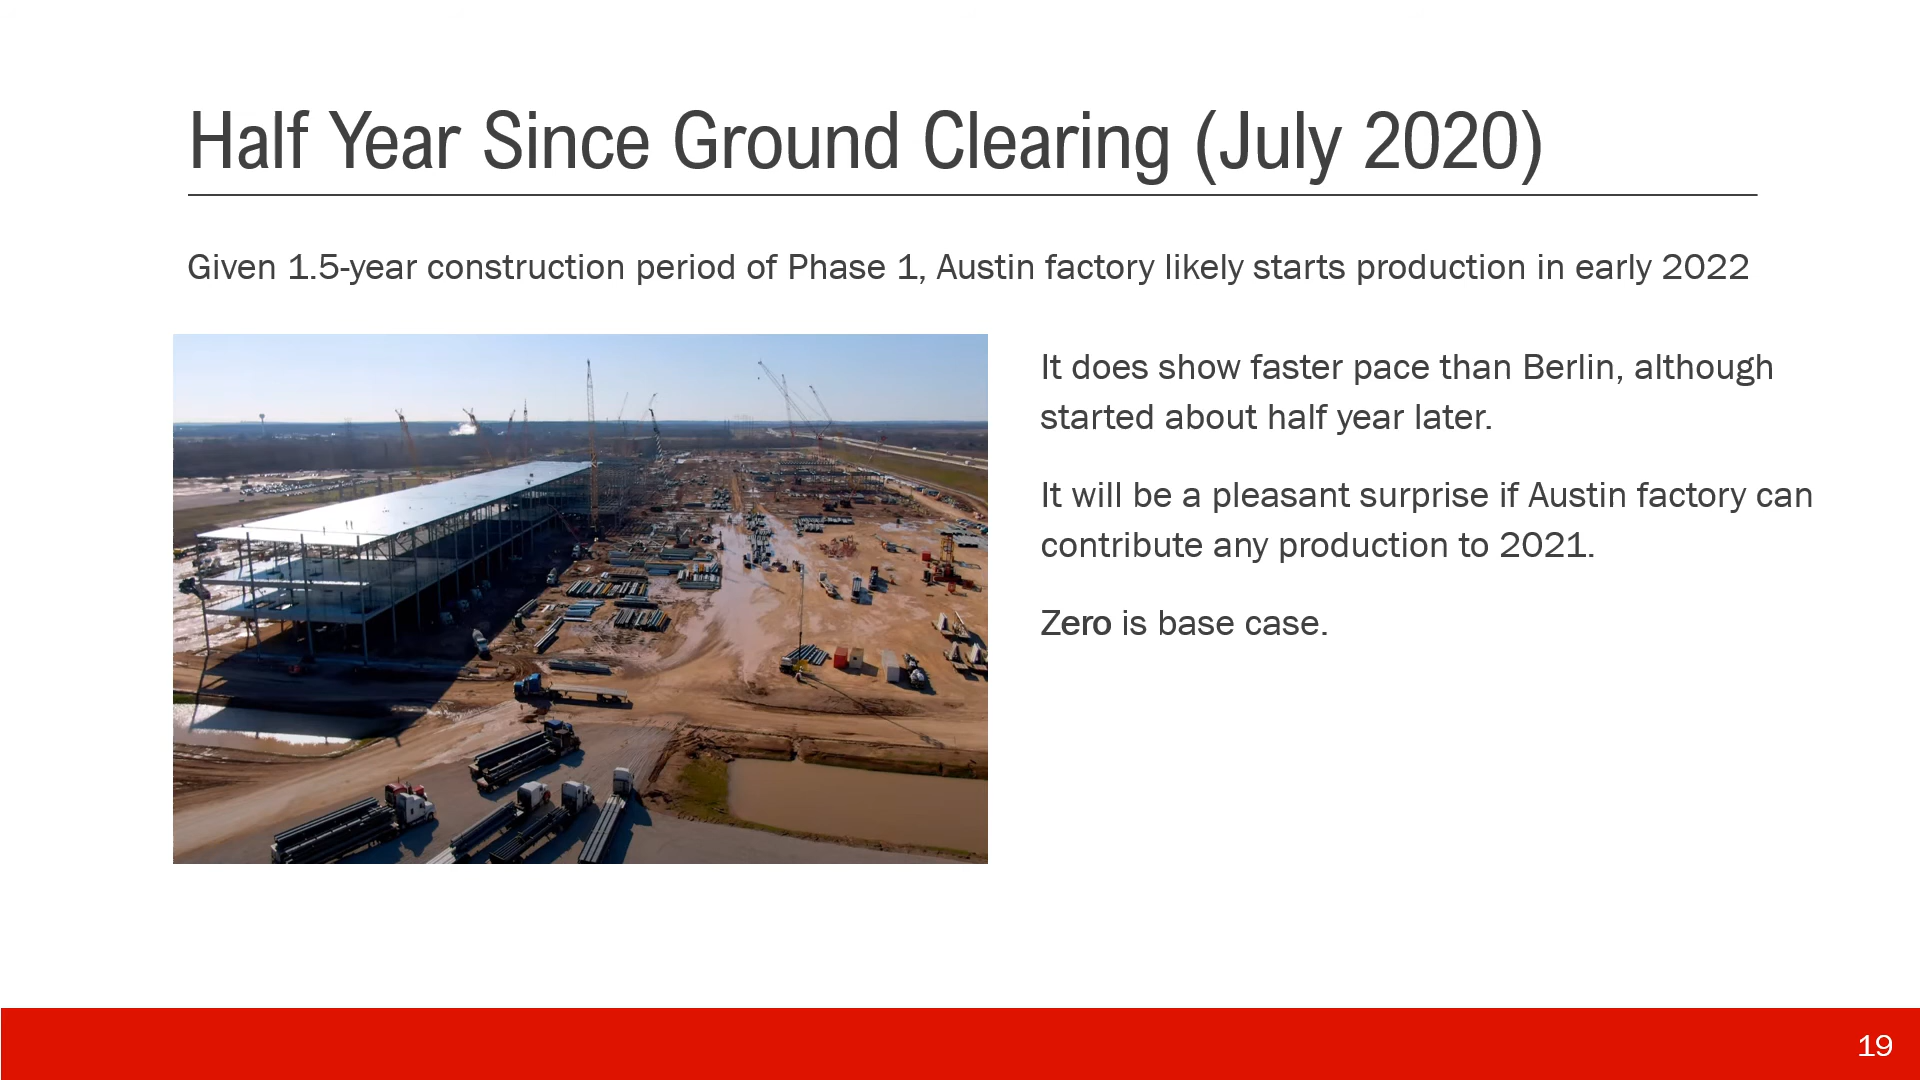 Half Year Since Ground Clearing (July 2020)
Given 1.5-year construction period of Phase 1, Austin factory likely starts production in early 2022
It does show faster pace than Berlin, although
started about half year later.
It will be a pleasant surprise if Austin factory can
contribute any production to 2021.
Zero is base case.
19